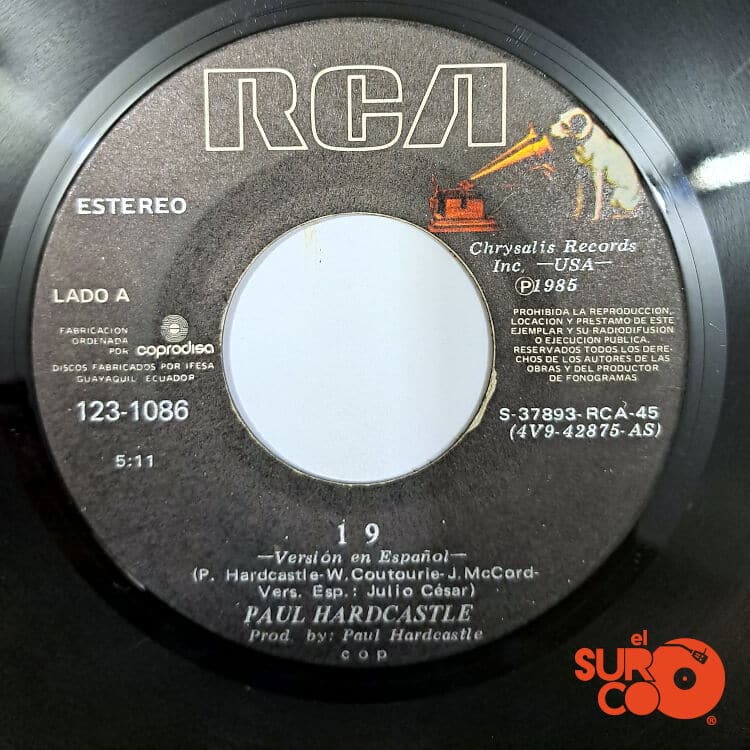 RCA
ESTEREO
Chrysalis Records
Inc. —USA—
Ⓟ1985
LADO A
FABRICACION
ORDENADA
POR coprodisa
DISCOS FABRICADOS POR IFESA
GUAYAQUIL ECUADOR
PROHIBIDA LA REPRODUCCION,
LOCACION Y PRESTAMO DE ESTE
EJEMPLAR Y SU RADIODIFUSION
O EJECUCION PUBLICA.
RESERVADOS TODOS LOS DERE-
CHOS DE LOS AUTORES DE LAS
OBRAS Y DEL PRODUCTOR
DE FONOGRAMAS
123-1086
S-37893-RCA-45
(4V9-42875-AS)
5:11
1 9
—Versión en Español—
(P. Hardcastle-W. Coutourie-J. McCord-
Vers. Esp.: Julio César)
PAUL HARDCASTLE
Prod. by: Paul Hardcastle
cop
el
SUR
CO
®